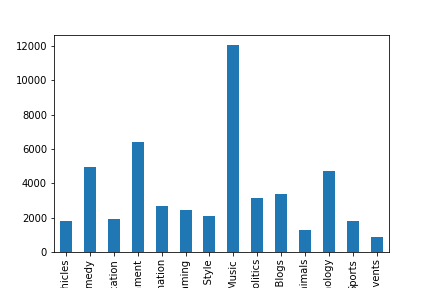 12000
10000
8000
6000
4000
2000
0
hicles
medy
ation
ment
nation
ming
Style
Music
olitics
Blogs
imals
ology
Sports
vents